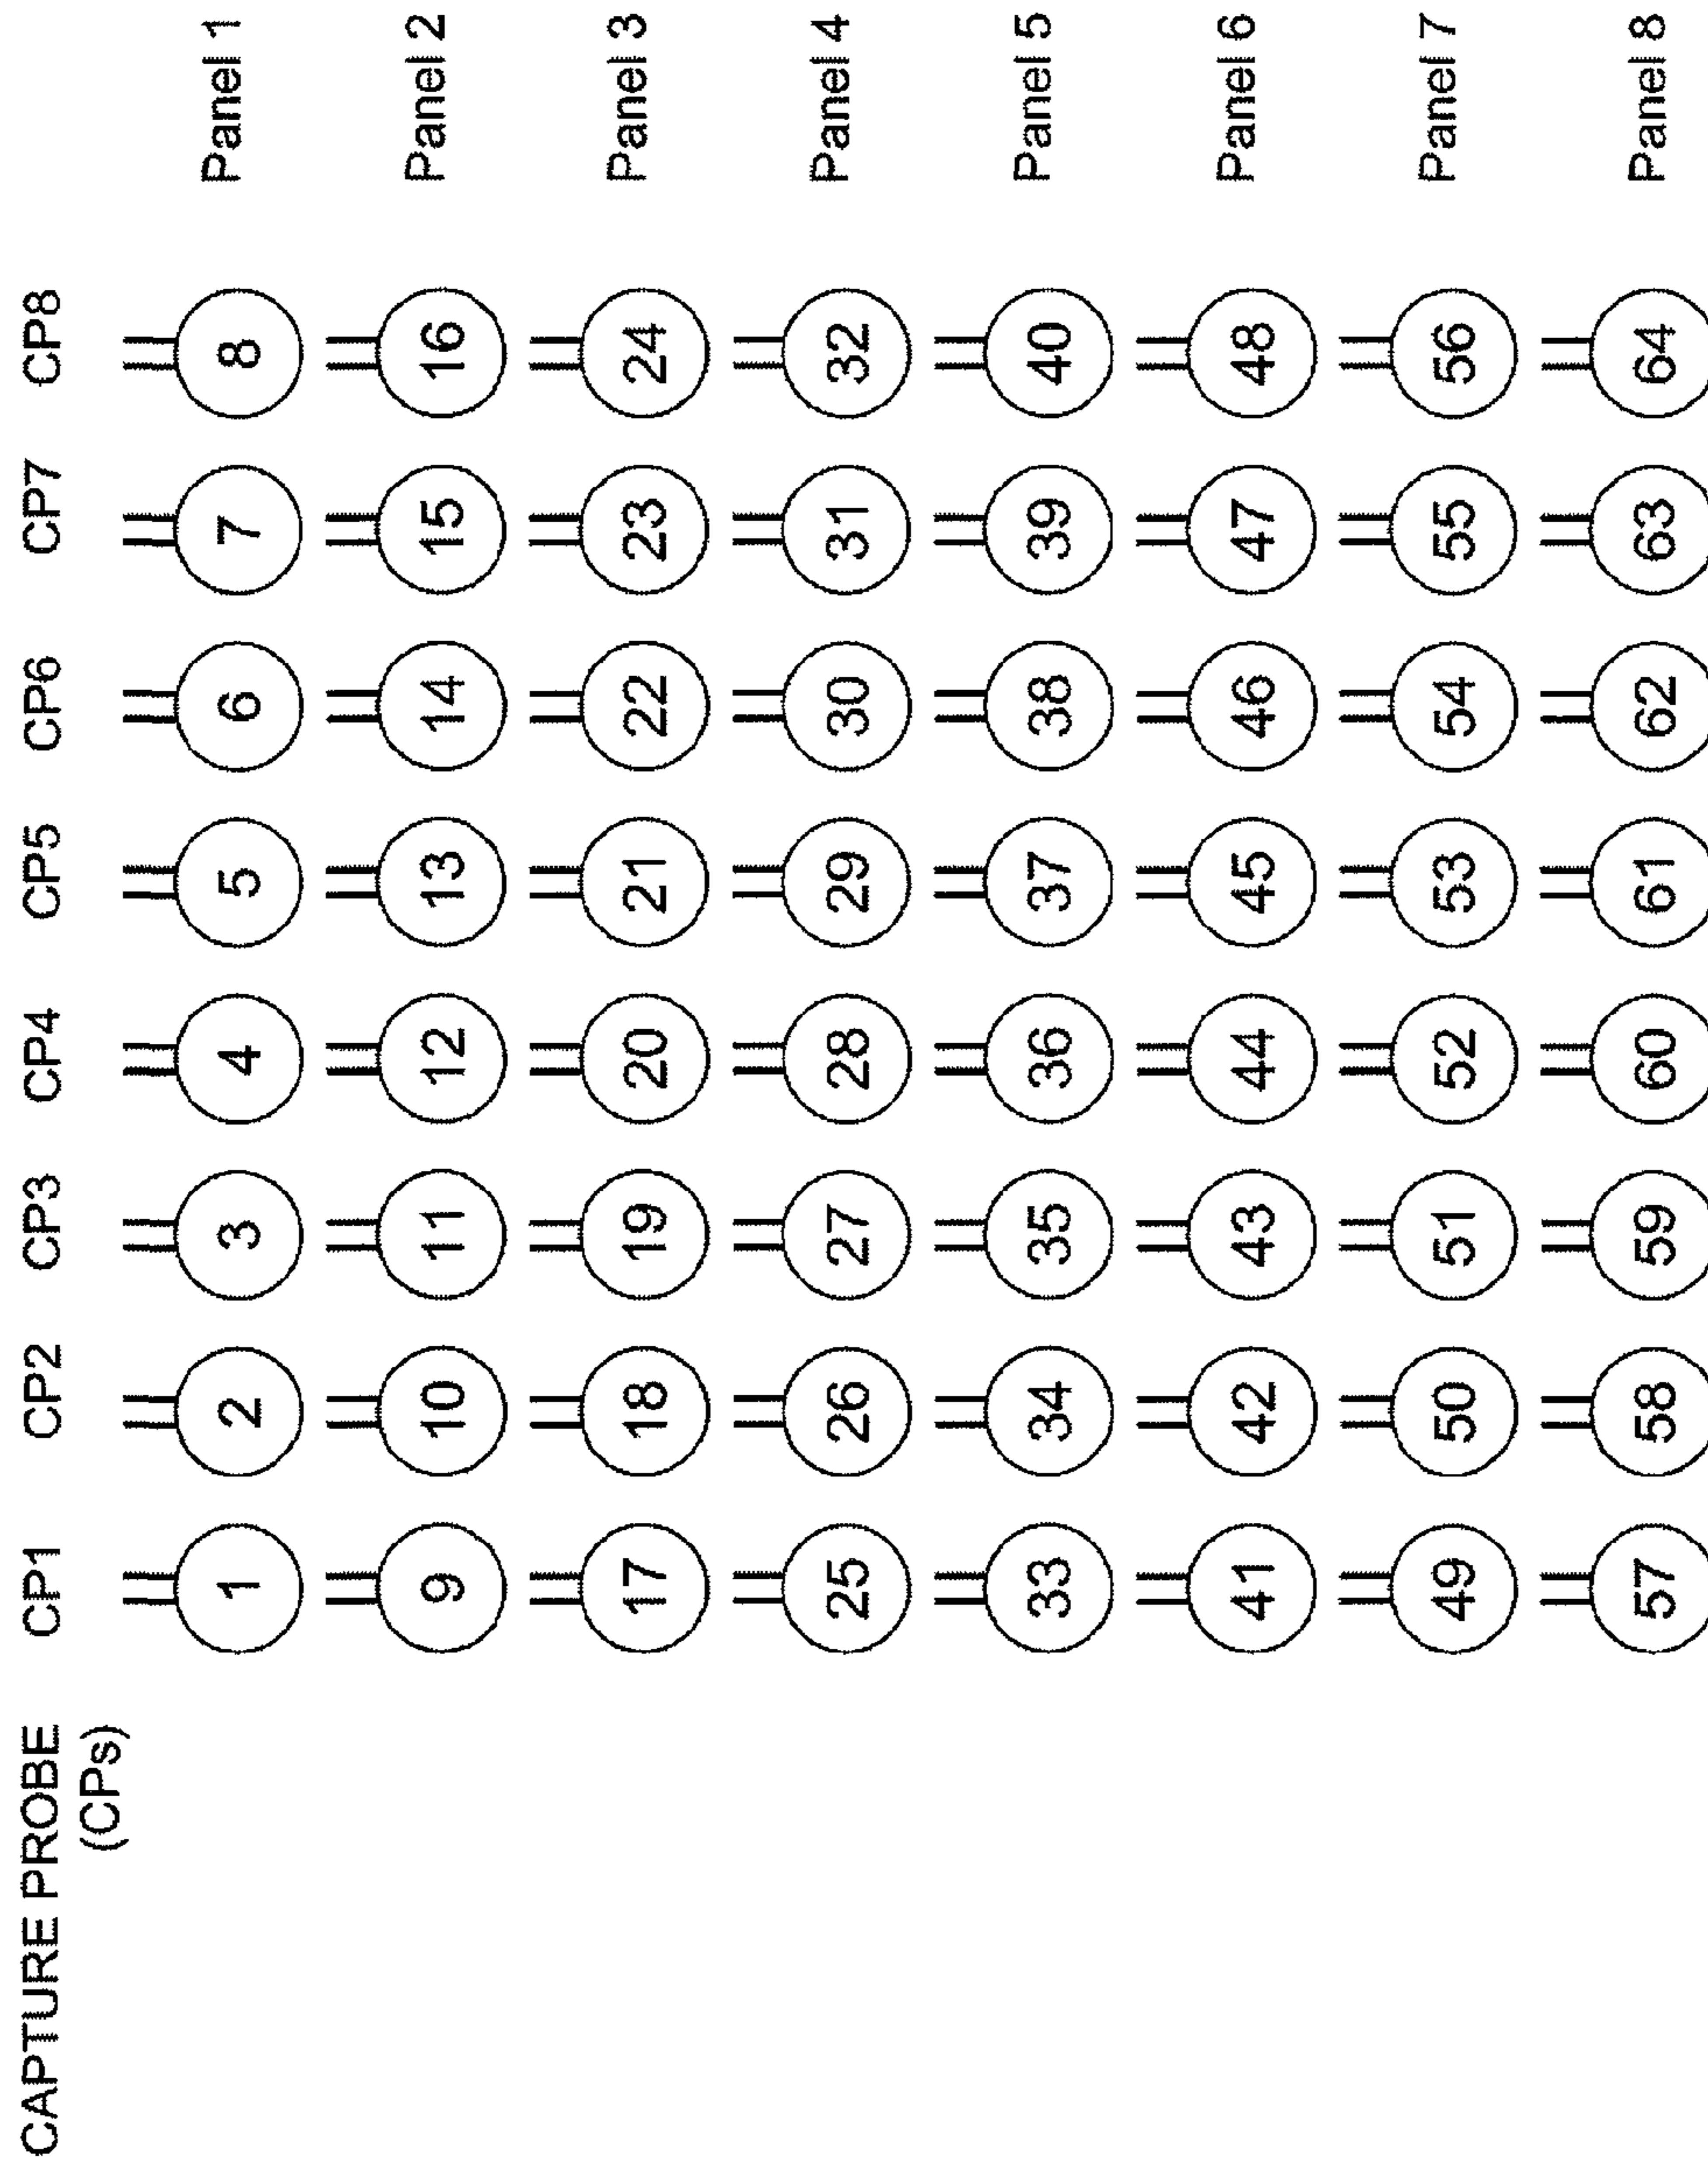 CAPTURE PROBE CP1 CP2 CP3 CP4 CP5 CP6 CP7 CP8
(CPs)
1 2 3 4 5 6 7 8 Panel 1
9 10 11 12 13 14 15 16 Panel 2
17 18 19 20 21 22 23 24 Panel 3
25 26 27 28 29 30 31 32 Panel 4
33 34 35 36 37 38 39 40 Panel 5
41 42 43 44 45 46 47 48 Panel 6
49 50 51 52 53 54 55 56 Panel 7
57 58 59 60 61 62 63 64 Panel 8